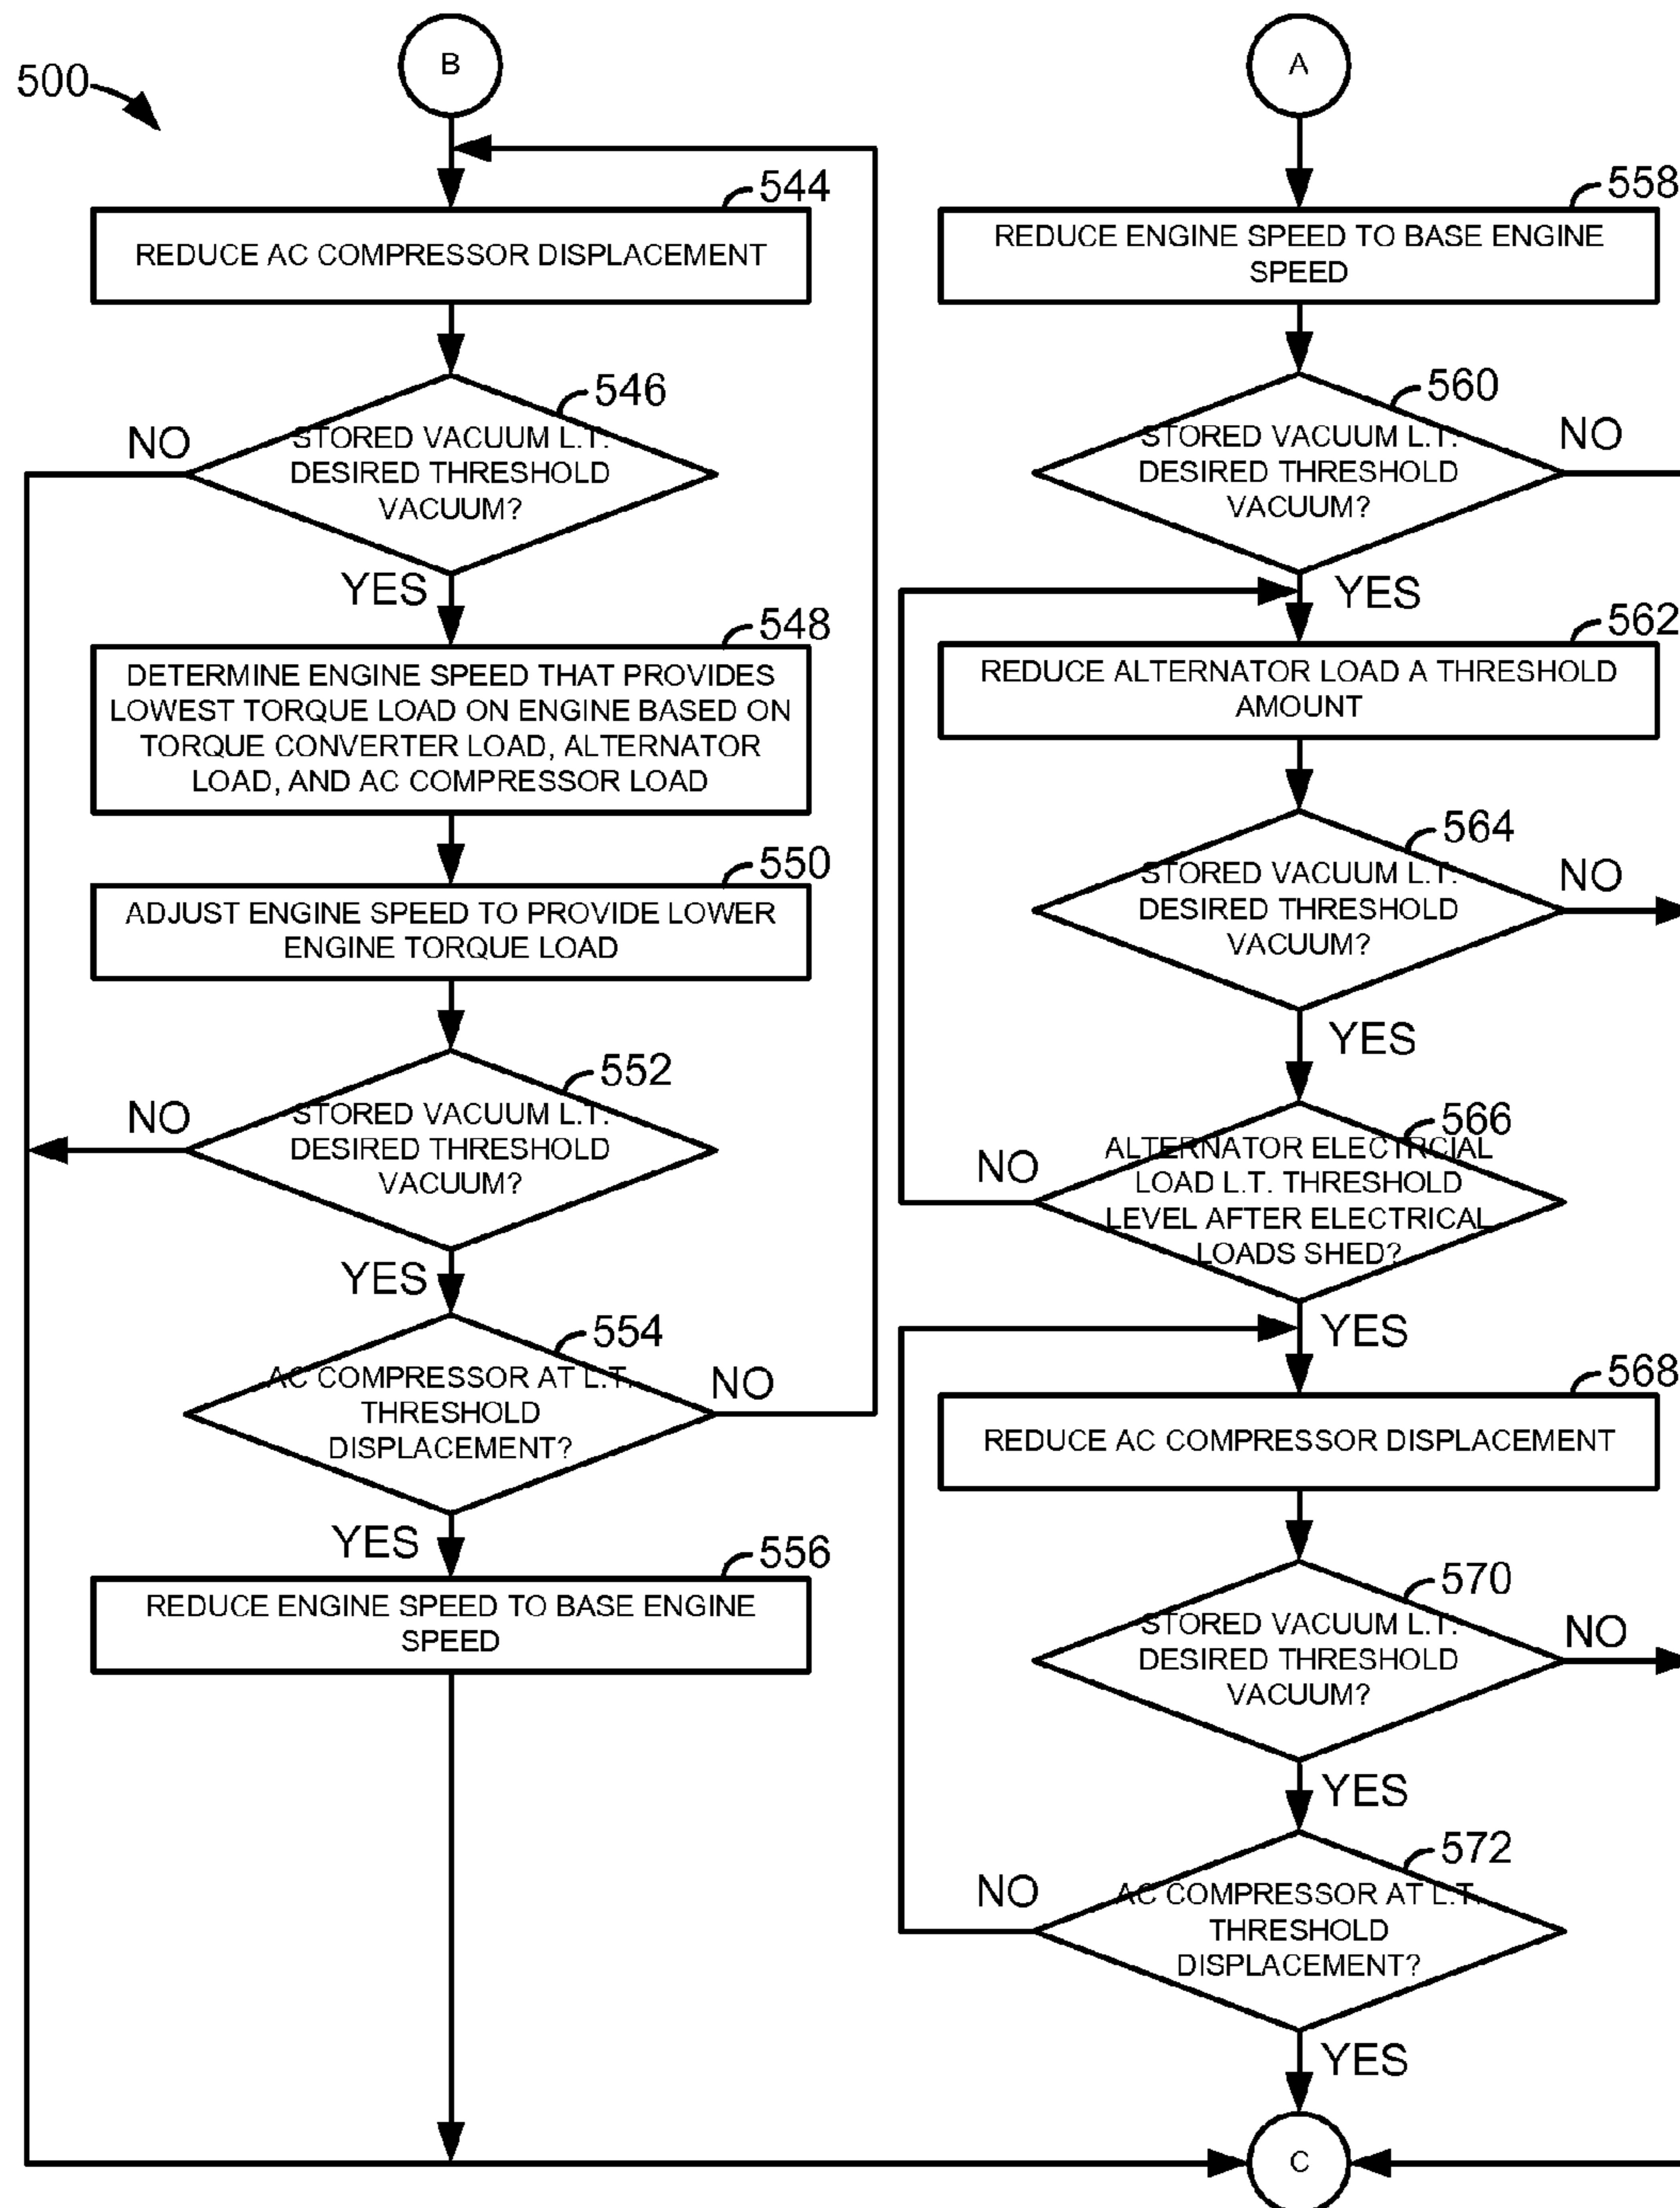 500
B
544
REDUCE AC COMPRESSOR DISPLACEMENT
546
STORED VACUUM L.T.
DESIRED THRESHOLD
VACUUM?
NO
YES
548
DETERMINE ENGINE SPEED THAT PROVIDES
LOWEST TORQUE LOAD ON ENGINE BASED ON
TORQUE CONVERTER LOAD, ALTERNATOR
LOAD, AND AC COMPRESSOR LOAD
550
ADJUST ENGINE SPEED TO PROVIDE LOWER
ENGINE TORQUE LOAD
552
STORED VACUUM L.T.
DESIRED THRESHOLD
VACUUM?
NO
YES
554
AC COMPRESSOR AT L.T.
THRESHOLD
DISPLACEMENT?
NO
YES
556
REDUCE ENGINE SPEED TO BASE ENGINE
SPEED
A
558
REDUCE ENGINE SPEED TO BASE ENGINE
SPEED
560
STORED VACUUM L.T.
DESIRED THRESHOLD
VACUUM?
NO
YES
562
REDUCE ALTERNATOR LOAD A THRESHOLD
AMOUNT
564
STORED VACUUM L.T.
DESIRED THRESHOLD
VACUUM?
NO
YES
566
ALTERNATOR ELECTRCIAL
LOAD L.T. THRESHOLD
LEVEL AFTER ELECTRICAL
LOADS SHED?
NO
YES
568
REDUCE AC COMPRESSOR DISPLACEMENT
570
STORED VACUUM L.T.
DESIRED THRESHOLD
VACUUM?
NO
YES
572
AC COMPRESSOR AT L.T.
THRESHOLD
DISPLACEMENT?
NO
YES
C